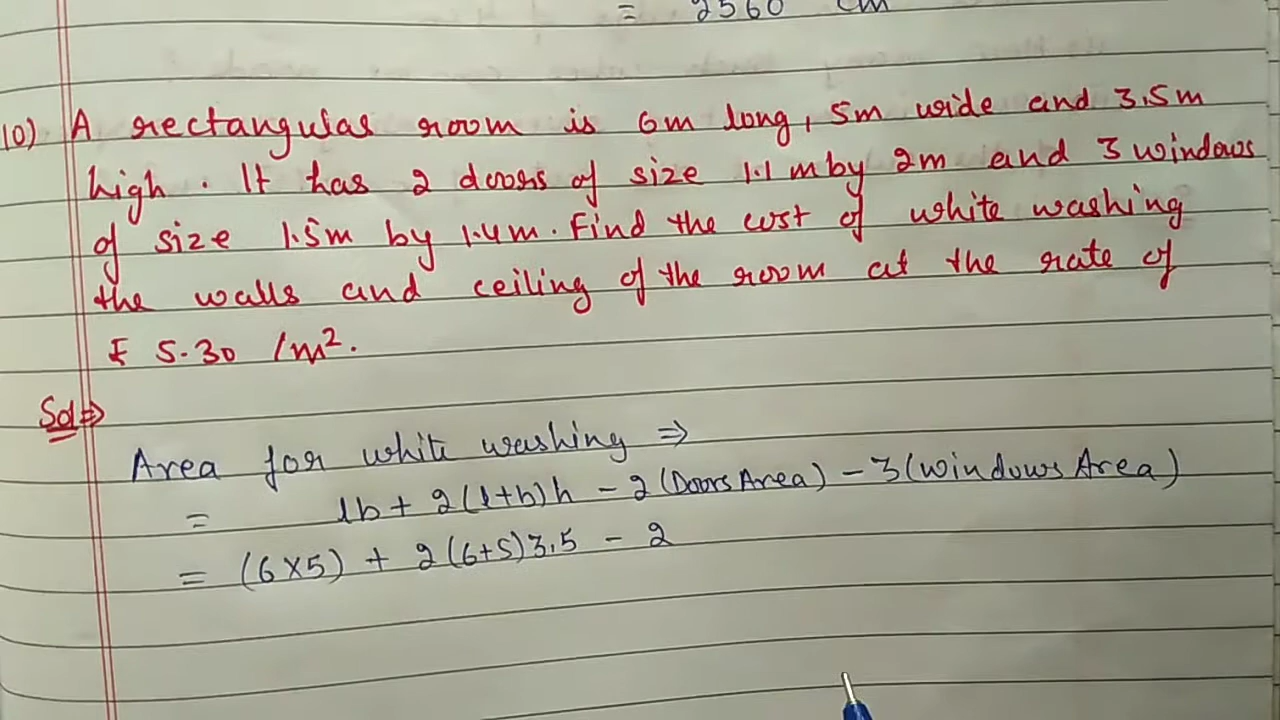 = 2560 cm
10) A rectangular room is 6m long, 5m wide and 3.5m
high. It has 2 doors of size 1.1 m by 2m and 3 windows
of size 1.5m by 1.4m. Find the cost of white washing
the walls and ceiling of the room at the rate of
₹ 5.30 /m².
Sol ⇒
Area for white washing ⇒
= lb + 2(l+b)h - 2(Doors Area) - 3(windows Area)
= (6×5) + 2(6+5)3.5 - 2